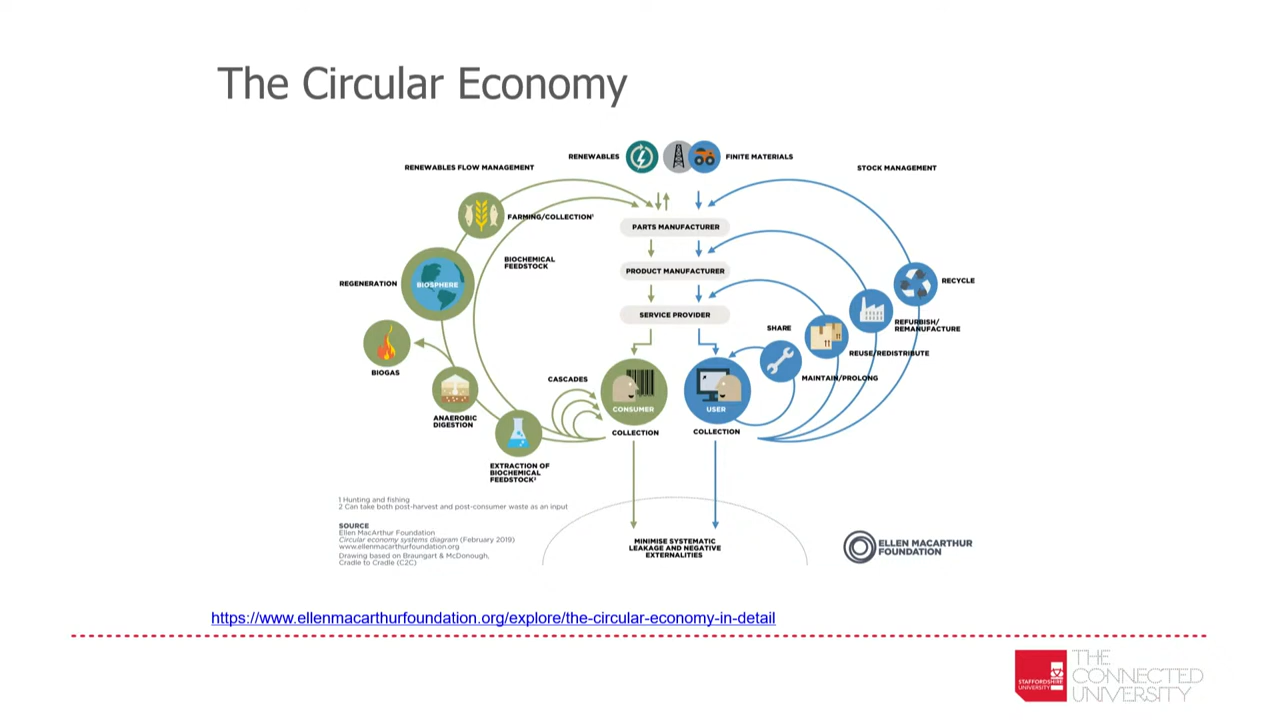 The Circular Economy
RENEWABLES
FINITE MATERIALS
RENEWABLES FLOW MANAGEMENT
STOCK MANAGEMENT
FARMING/COLLECTION¹
PARTS MANUFACTURER
BIOCHEMICAL
FEEDSTOCK
PRODUCT MANUFACTURER
REGENERATION
BIOSPHERE
RECYCLE
SERVICE PROVIDER
SHARE
REFURBISH/
REMANUFACTURE
REUSE/REDISTRIBUTE
BIOGAS
CASCADES
MAINTAIN/PROLONG
CONSUMER
USER
ANAEROBIC
DIGESTION
COLLECTION
COLLECTION
EXTRACTION OF
BIOCHEMICAL
FEEDSTOCK²
1 Hunting and fishing
2 Can take both post-harvest and post-consumer waste as an input
SOURCE
Ellen MacArthur Foundation
Circular economy systems diagram (February 2019)
www.ellenmacarthurfoundation.org
Drawing based on Braungart & McDonough,
Cradle to Cradle (C2C)
MINIMISE SYSTEMATIC
LEAKAGE AND NEGATIVE
EXTERNALITIES
ELLEN MACARTHUR
FOUNDATION
https://www.ellenmacarthurfoundation.org/explore/the-circular-economy-in-detail
STAFFORDSHIRE
UNIVERSITY
THE
CONNECTED
UNIVERSITY